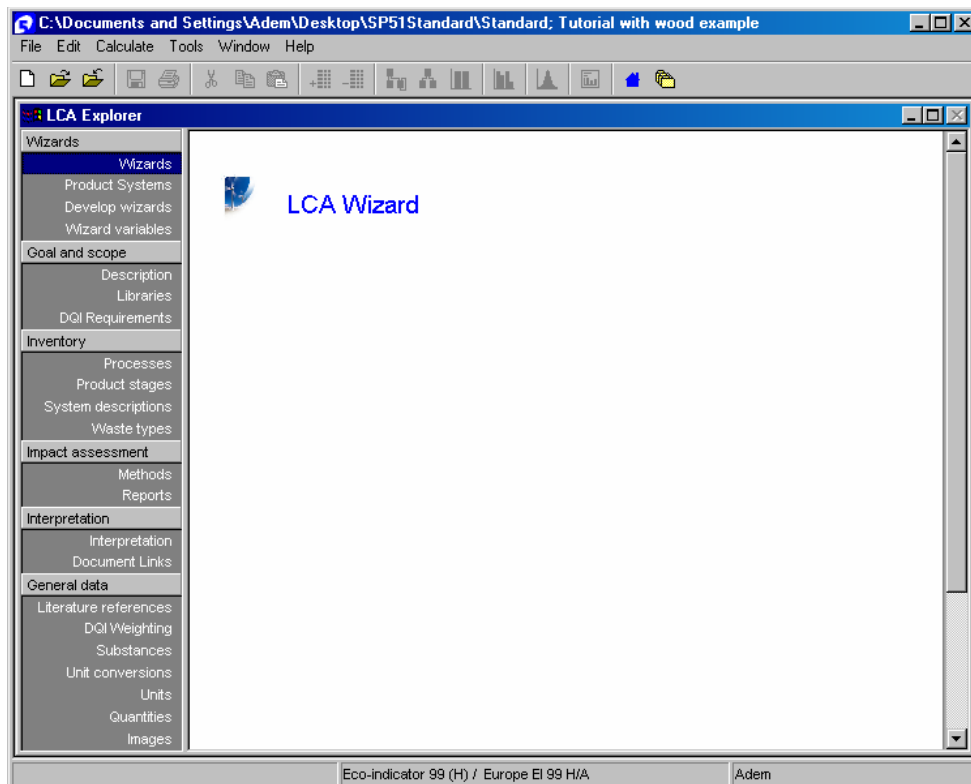 C:\Documents and Settings\Adem\Desktop\SP51Standard\Standard; Tutorial with wood example
File Edit Calculate Tools Window Help
LCA Explorer
Wizards
Wizards
Product Systems
Develop wizards
Wizard variables
Goal and scope
Description
Libraries
DQI Requirements
Inventory
Processes
Product stages
System descriptions
Waste types
Impact assessment
Methods
Reports
Interpretation
Interpretation
Document Links
General data
Literature references
DQI Weighting
Substances
Unit conversions
Units
Quantities
Images
LCA Wizard
Eco-indicator 99 (H) / Europe EI 99 H/A
Adem